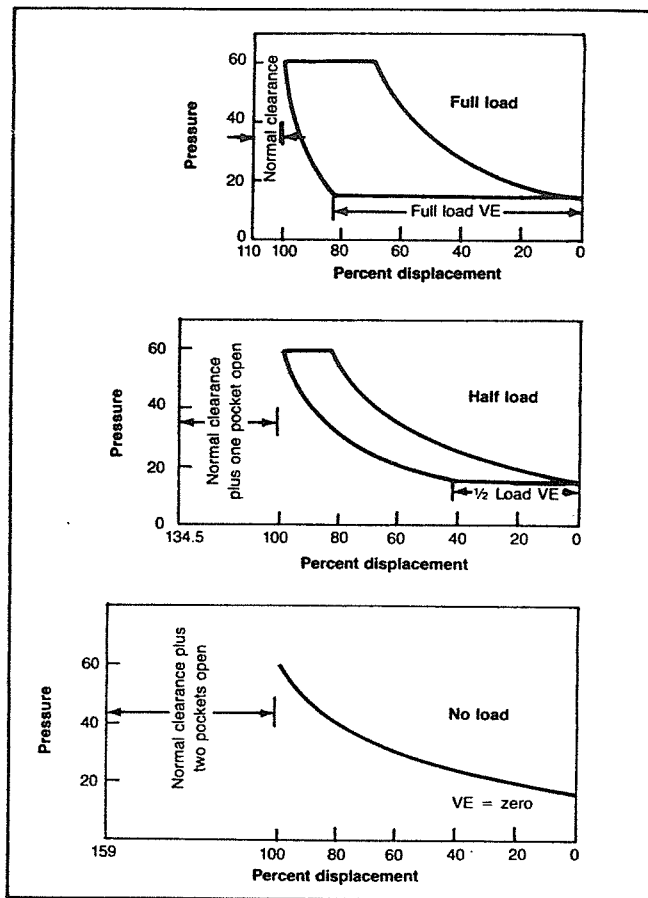 60
40
20
0
Pressure
Normal clearance
Full load
Full load VE
110 100 80 60 40 20 0
Percent displacement
60
40
20
0
Pressure
Normal clearance
plus one pocket open
Half load
½ Load VE
134.5 100 80 60 40 20 0
Percent displacement
60
40
20
Pressure
Normal clearance plus
two pockets open
No load
VE = zero
159 100 80 60 40 20 0
Percent displacement